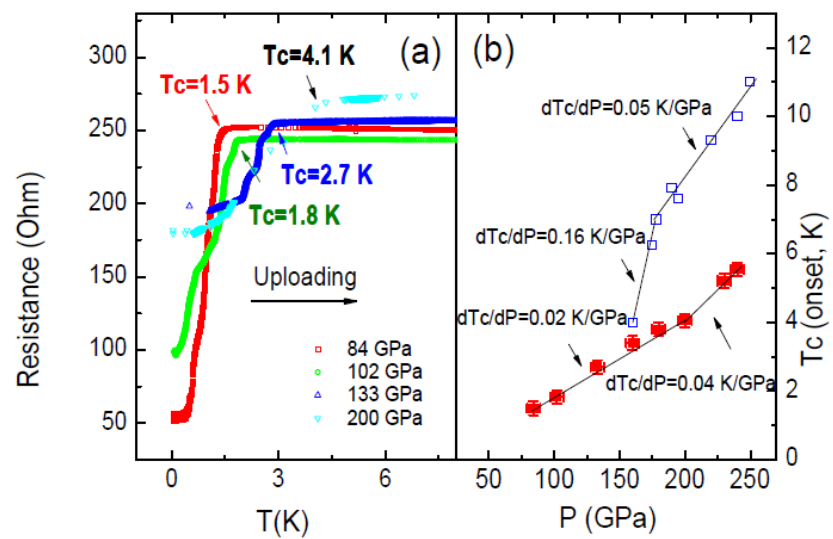 (a)
Tc=4.1 K
Tc=1.5 K
Tc=2.7 K
Tc=1.8 K
Uploading
84 GPa
102 GPa
133 GPa
200 GPa
300
250
200
150
100
50
Resistance (Ohm)
0 3 6
T(K)
(b)
dTc/dP=0.05 K/GPa
dTc/dP=0.16 K/GPa
dTc/dP=0.02 K/GPa
dTc/dP=0.04 K/GPa
12
10
8
6
4
2
0
Tc (onset, K)
50 100 150 200 250
P (GPa)